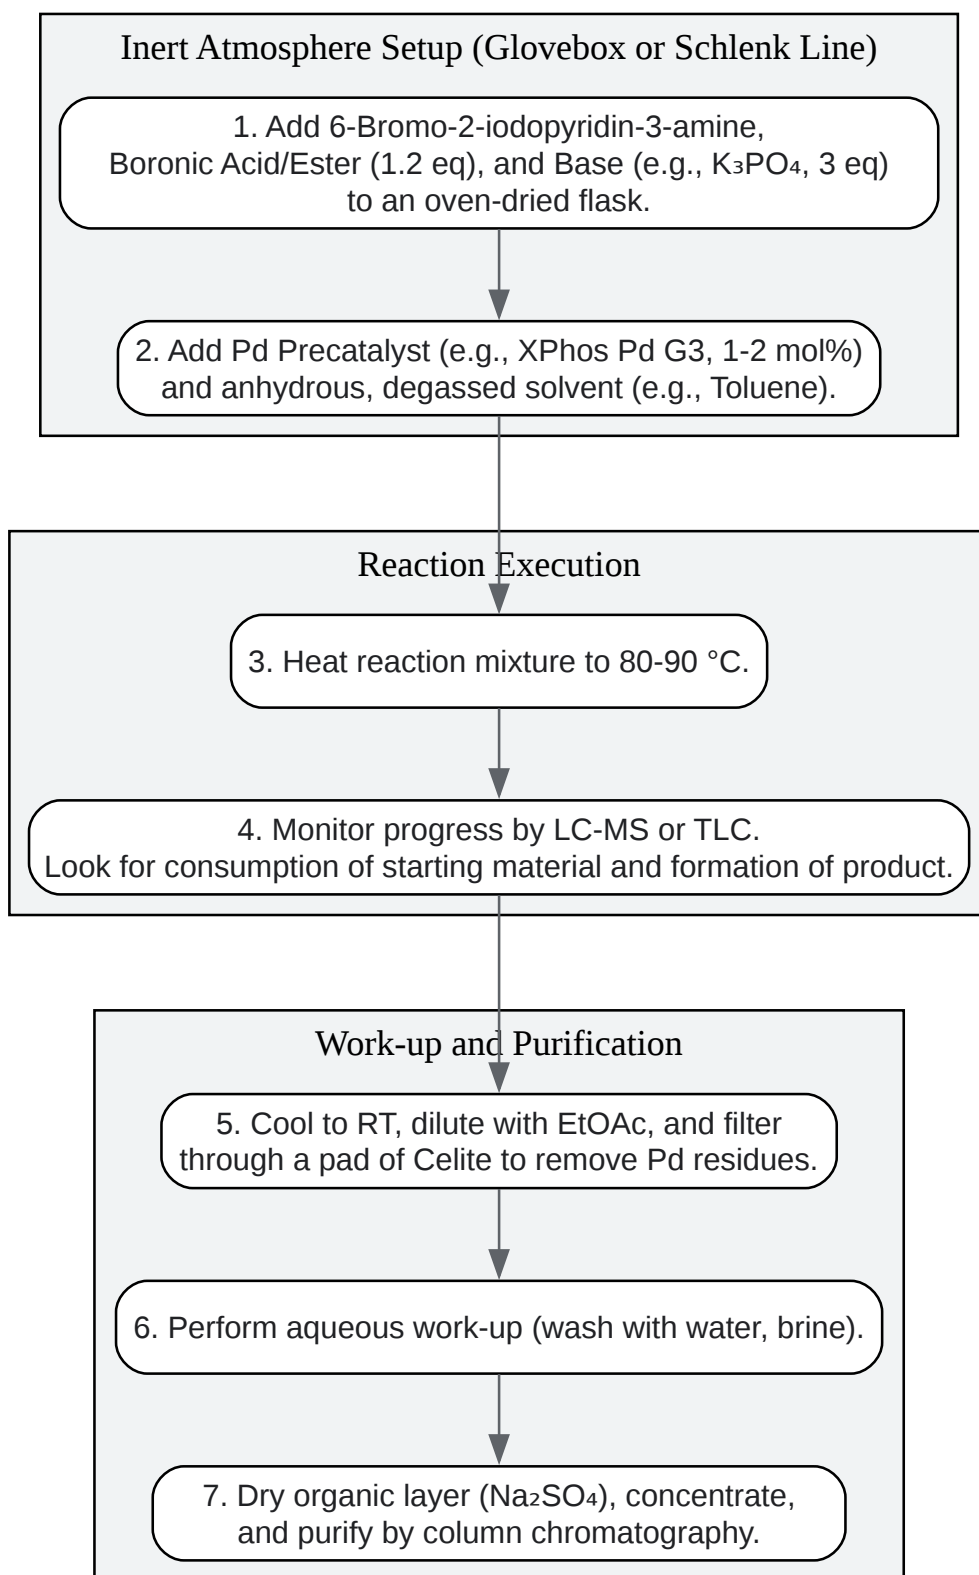 Inert Atmosphere Setup (Glovebox or Schlenk Line)
1. Add 6-Bromo-2-iodopyridin-3-amine,
Boronic Acid/Ester (1.2 eq), and Base (e.g., K₃PO₄, 3 eq)
to an oven-dried flask.
2. Add Pd Precatalyst (e.g., XPhos Pd G3, 1-2 mol%)
and anhydrous, degassed solvent (e.g., Toluene).
Reaction Execution
3. Heat reaction mixture to 80-90 °C.
4. Monitor progress by LC-MS or TLC.
Look for consumption of starting material and formation of product.
Work-up and Purification
5. Cool to RT, dilute with EtOAc, and filter
through a pad of Celite to remove Pd residues.
6. Perform aqueous work-up (wash with water, brine).
7. Dry organic layer (Na₂SO₄), concentrate,
and purify by column chromatography.